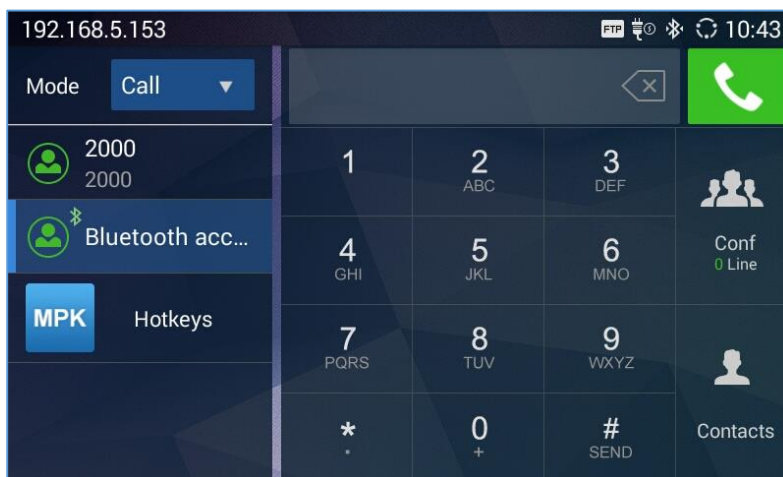 192.168.5.153
FTP
10:43
Mode
Call
2000
2000
Bluetooth acc...
MPK
Hotkeys
1
2
ABC
3
DEF
4
GHI
5
JKL
6
MNO
7
PQRS
8
TUV
9
WXYZ
*
.
0
+
#
SEND
Conf
0 Line
Contacts